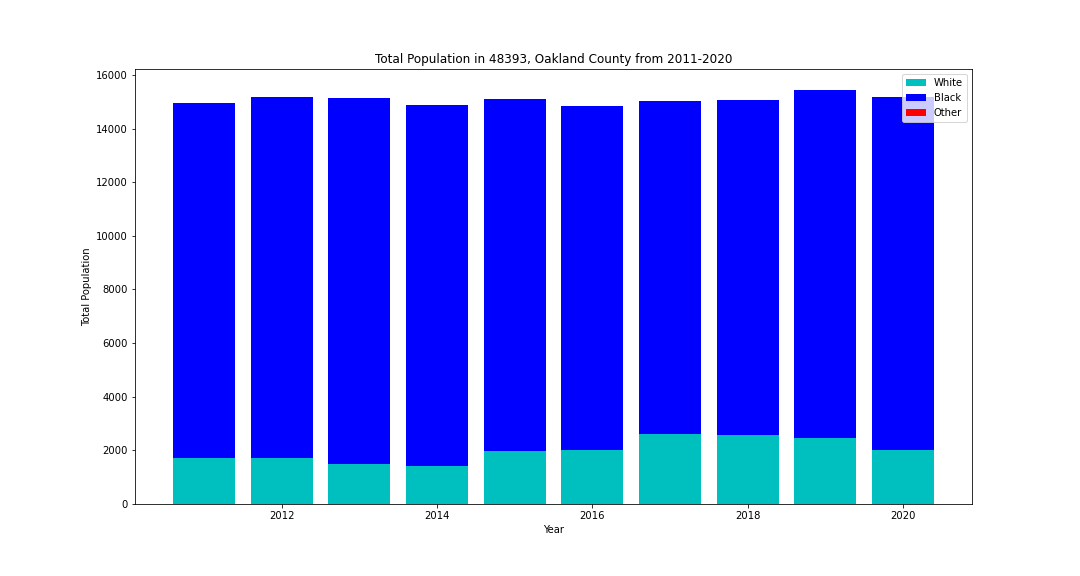 Total Population in 48393, Oakland County from 2011-2020
16000
14000
12000
10000
8000
6000
4000
2000
0
Total Population
White
Black
Other
2012
2014
2016
2018
2020
Year